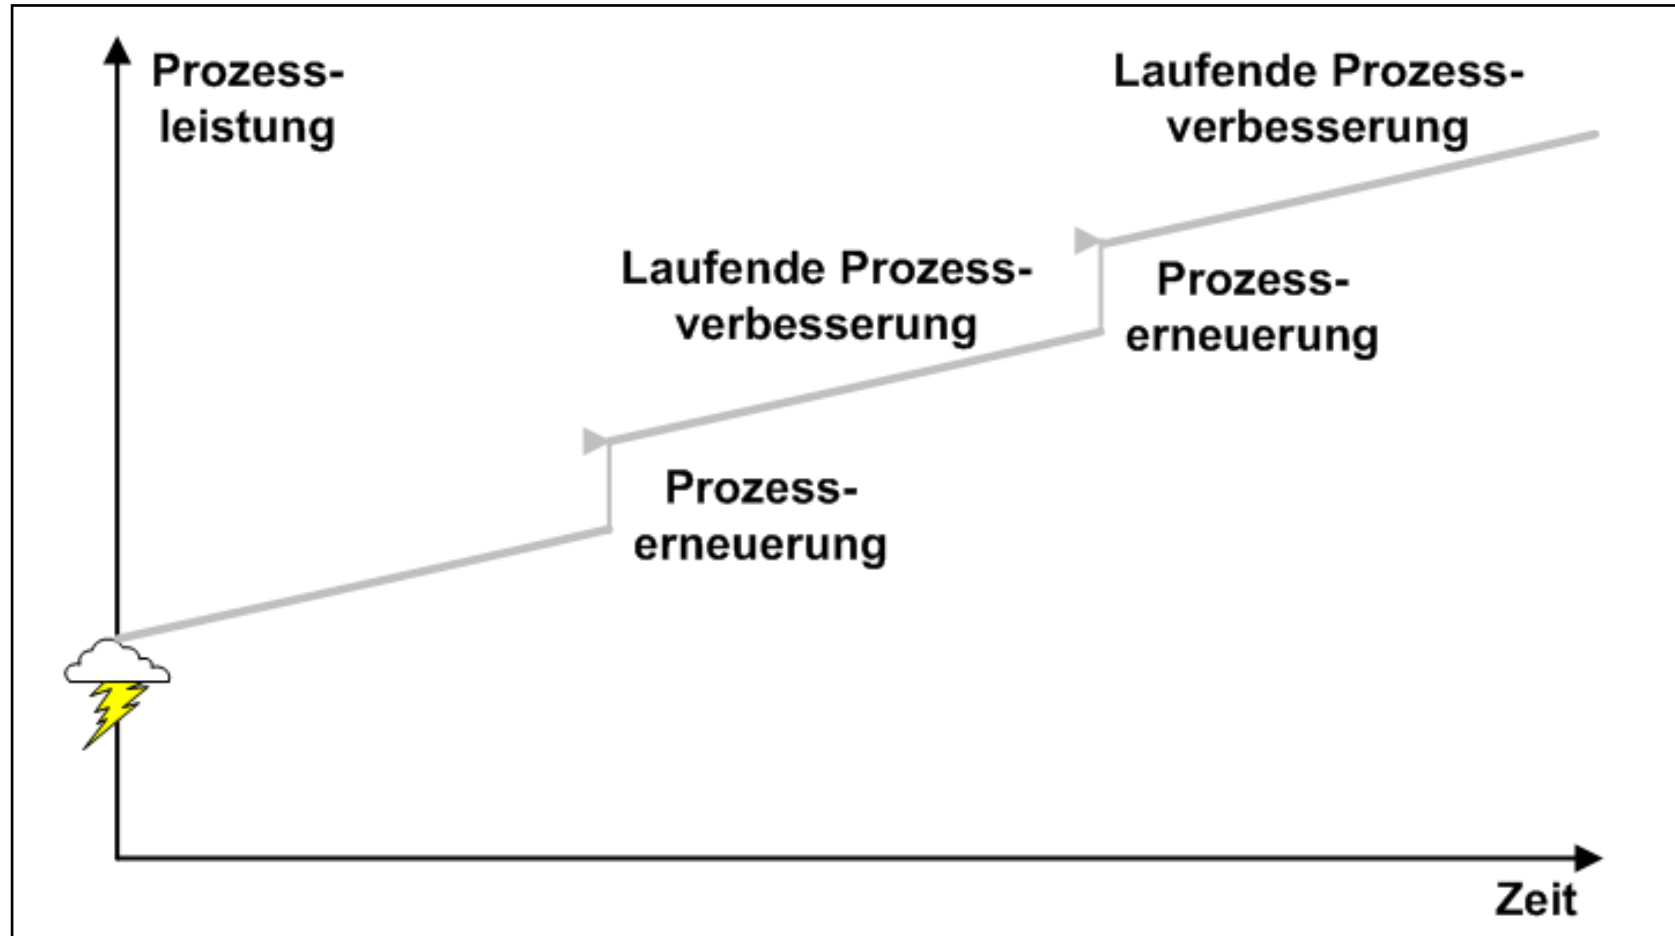 Prozess-
leistung
Laufende Prozess-
verbesserung
Laufende Prozess-
verbesserung
Prozess-
erneuerung
Prozess-
erneuerung
Zeit